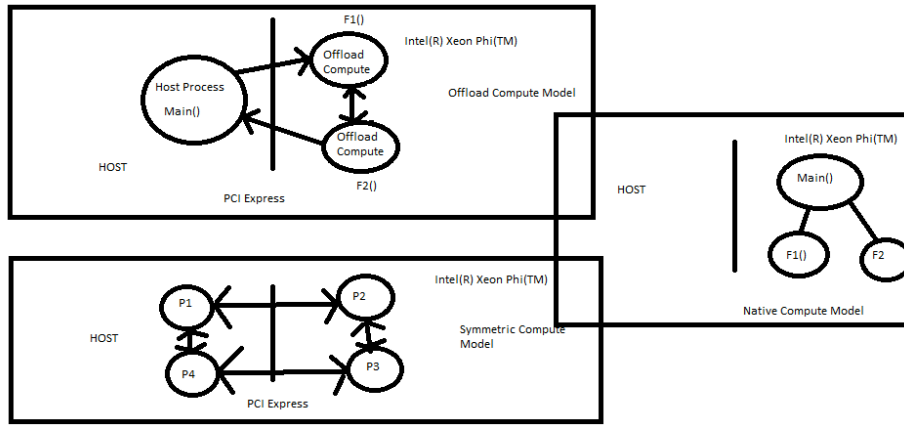 F1()
Intel(R) Xeon Phi(TM)
Offload
Compute
Host Process
Main()
Offload Compute Model
Offload
Compute
HOST
F2()
PCI Express
Intel(R) Xeon Phi(TM)
HOST
Main()
F1()
F2
Native Compute Model
Intel(R) Xeon Phi(TM)
P1
P2
HOST
Symmetric Compute
Model
P4
P3
PCI Express